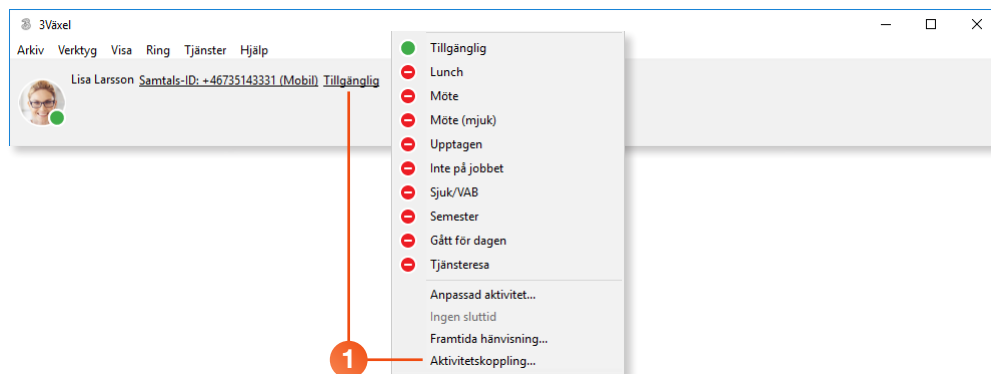 3 3Växel
Arkiv Verktyg Visa Ring Tjänster Hjälp
Lisa Larsson Samtals-ID: +46735143331 (Mobil) Tillgänglig
Tillgänglig
Lunch
Möte
Möte (mjuk)
Upptagen
Inte på jobbet
Sjuk/VAB
Semester
Gått för dagen
Tjänsteresa
Anpassad aktivitet...
Ingen sluttid
Framtida hänvisning...
Aktivitetskoppling...
1